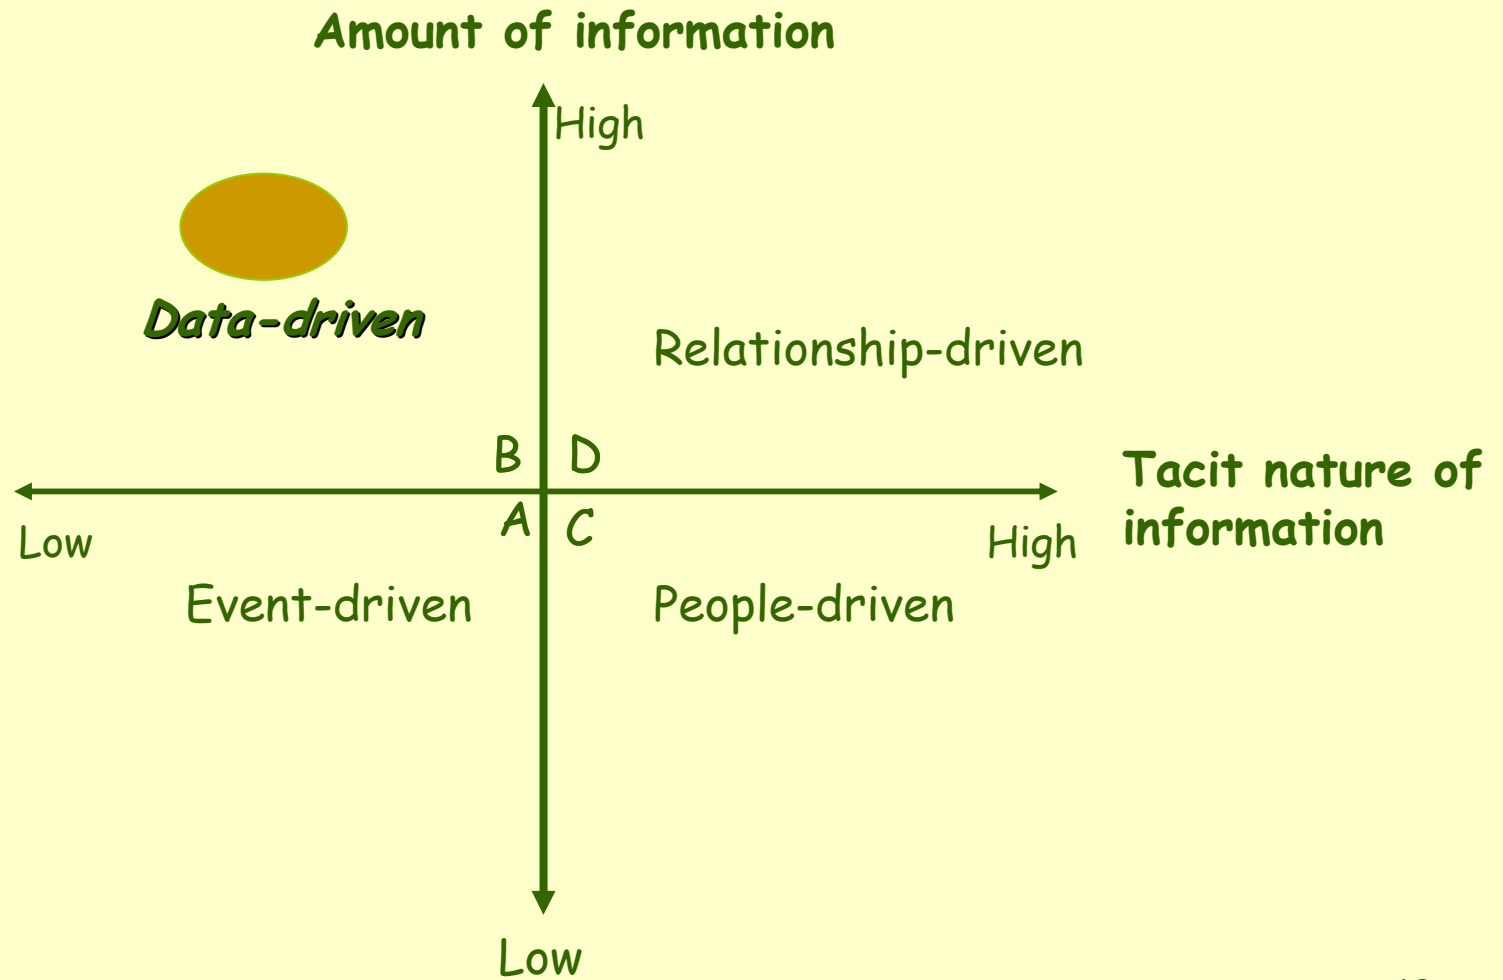 Amount of information
High
Data-driven
Relationship-driven
B D
Tacit nature of
information
A C
Low
High
Event-driven
People-driven
Low